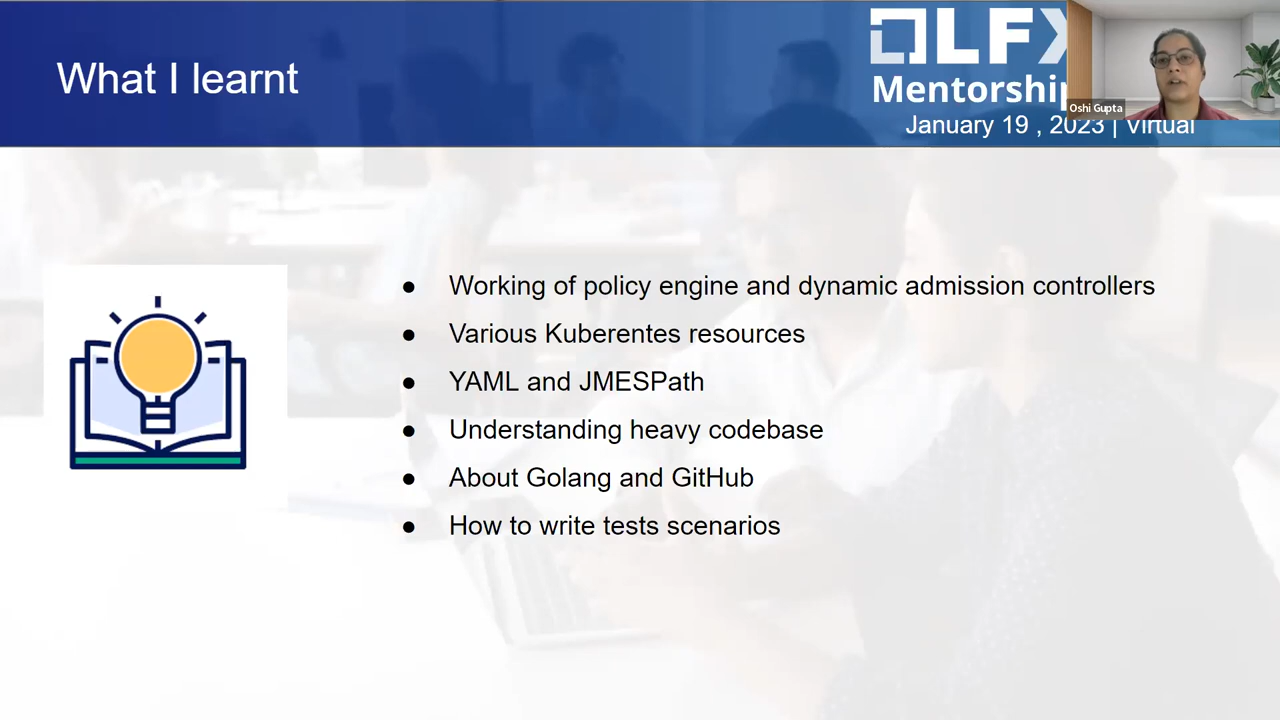 What I learnt
LFX
Mentorship
Oshi Gupta
January 19 , 2023 | Virtual
● Working of policy engine and dynamic admission controllers
● Various Kuberentes resources
● YAML and JMESPath
● Understanding heavy codebase
● About Golang and GitHub
● How to write tests scenarios